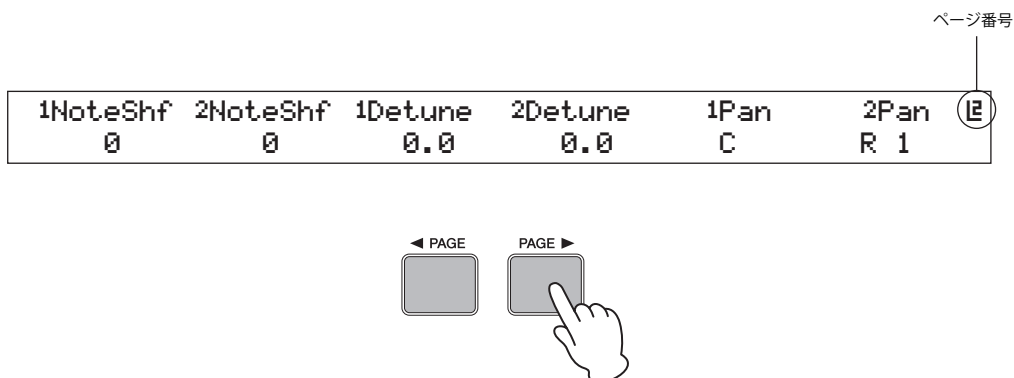 ページ番号
1NoteShf 2NoteShf 1Detune 2Detune 1Pan 2Pan 2
0 0 0.0 0.0 C R 1
◀ PAGE PAGE ▶